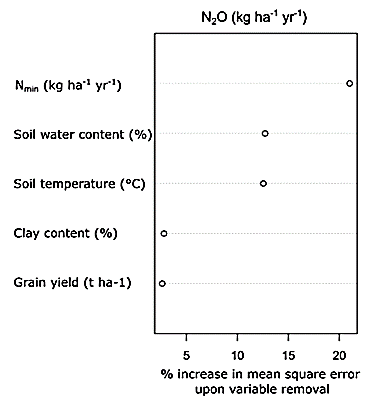 N₂O (kg ha⁻¹ yr⁻¹)
Nₘᵢₙ (kg ha⁻¹ yr⁻¹)
Soil water content (%)
Soil temperature (°C)
Clay content (%)
Grain yield (t ha-1)
5 10 15 20
% increase in mean square error
upon variable removal